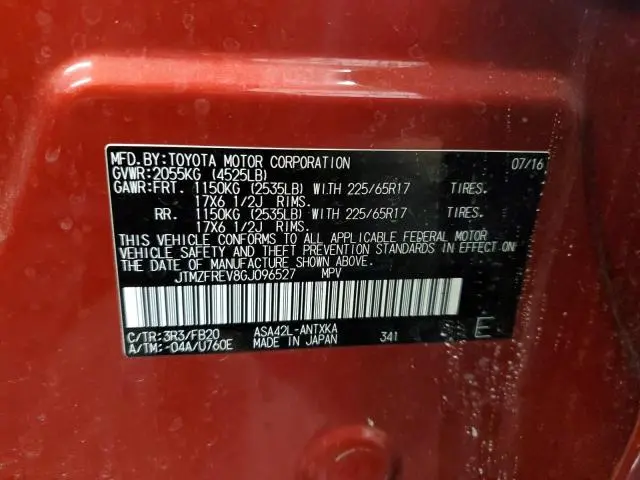 MFD. BY:TOYOTA MOTOR CORPORATION 07/16
GVWR:2055KG (4525LB)
GAWR:FRT. 1150KG (2535LB) WITH 225/65R17 TIRES.
17X6 1/2J RIMS.
RR. 1150KG (2535LB) WITH 225/65R17 TIRES.
17X6 1/2J RIMS.
THIS VEHICLE CONFORMS TO ALL APPLICABLE FEDERAL MOTOR
VEHICLE SAFETY AND THEFT PREVENTION STANDARDS IN EFFECT ON
THE DATE OF MANUFACTURE SHOWN ABOVE.
JTMZFREV8GJ096527 MPV
C/TR:3R3/FB20 ASA42L-ANTXKA 341 E
A/TM:-04A/U760E MADE IN JAPAN